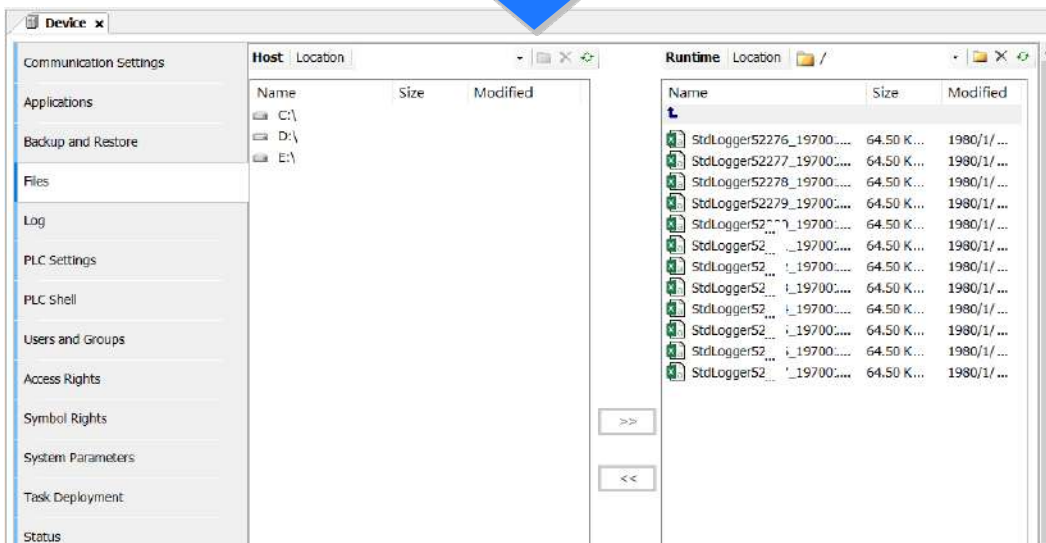 Device x
Communication Settings
Applications
Backup and Restore
Files
Log
PLC Settings
PLC Shell
Users and Groups
Access Rights
Symbol Rights
System Parameters
Task Deployment
Status
Host Location
Name Size Modified
C:\
D:\
E:\
>>
<<
Runtime Location /
Name Size Modified
StdLogger52276_19700:... 64.50 K... 1980/1/ ...
StdLogger52277_19700:... 64.50 K... 1980/1/ ...
StdLogger52278_19700:... 64.50 K... 1980/1/ ...
StdLogger52279_19700:... 64.50 K... 1980/1/ ...
64.50 K... 1980/1/ ...
64.50 K... 1980/1/ ...
64.50 K... 1980/1/ ...
64.50 K... 1980/1/ ...
64.50 K... 1980/1/ ...
64.50 K... 1980/1/ ...
64.50 K... 1980/1/ ...
64.50 K... 1980/1/ ...